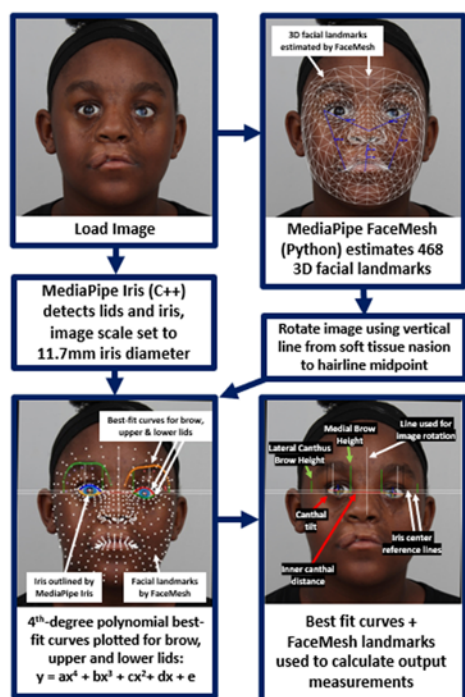 3D facial
landmarks
estimated by FaceMesh
Load Image
MediaPipe FaceMesh
(Python) estimates 468
3D facial landmarks
MediaPipe Iris (C++)
detects lids and iris,
image scale set to
11.7mm iris diameter
Rotate image using vertical
line from soft tissue nasion
to hairline midpoint
Best-fit curves for brow,
upper & lower lids
Iris outlined by
MediaPipe Iris
Facial landmarks
by FaceMesh
4th-degree polynomial best-
fit curves plotted for brow,
upper and lower lids:
y = ax⁴ + bx³ + cx²+ dx + e
Medial Brow
Height
Line used for
image rotation
Lateral Canthus
Brow Height
Canthal
tilt
Iris center
reference lines
Inner canthal
distance
Best fit curves +
FaceMesh landmarks
used to calculate output
measurements